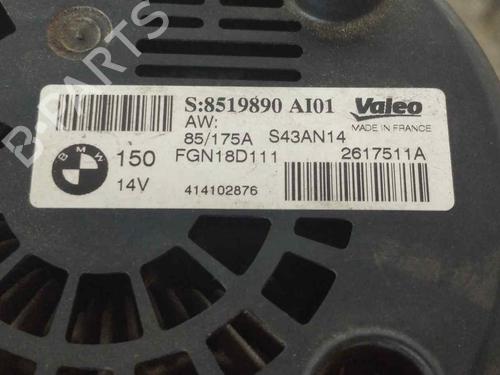 B-PARTS
S:8519890 AI01
Valeo
MADE IN FRANCE
AW:
85/175A S43AN14
BMW
150 FGN18D111 2617511A
14V 414102876